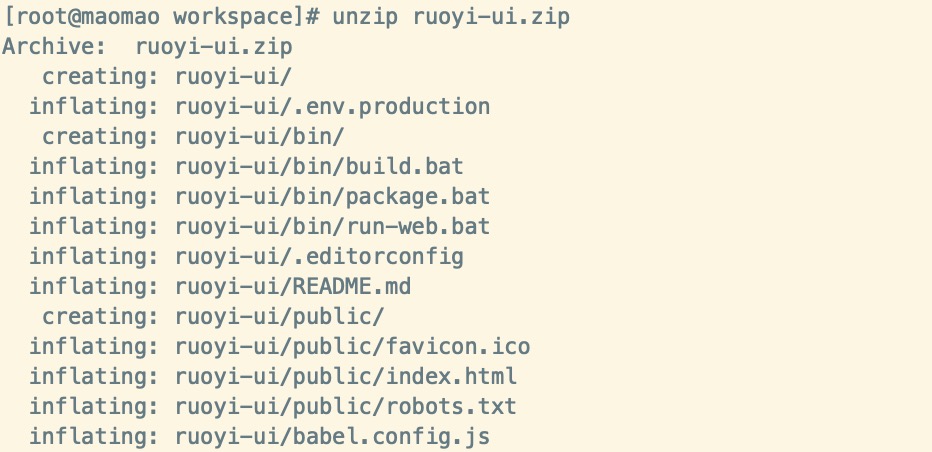 [root@maomao workspace]# unzip ruoyi-ui.zip
Archive:  ruoyi-ui.zip
   creating: ruoyi-ui/
  inflating: ruoyi-ui/.env.production
   creating: ruoyi-ui/bin/
  inflating: ruoyi-ui/bin/build.bat
  inflating: ruoyi-ui/bin/package.bat
  inflating: ruoyi-ui/bin/run-web.bat
  inflating: ruoyi-ui/.editorconfig
  inflating: ruoyi-ui/README.md
   creating: ruoyi-ui/public/
  inflating: ruoyi-ui/public/favicon.ico
  inflating: ruoyi-ui/public/index.html
  inflating: ruoyi-ui/public/robots.txt
  inflating: ruoyi-ui/babel.config.js